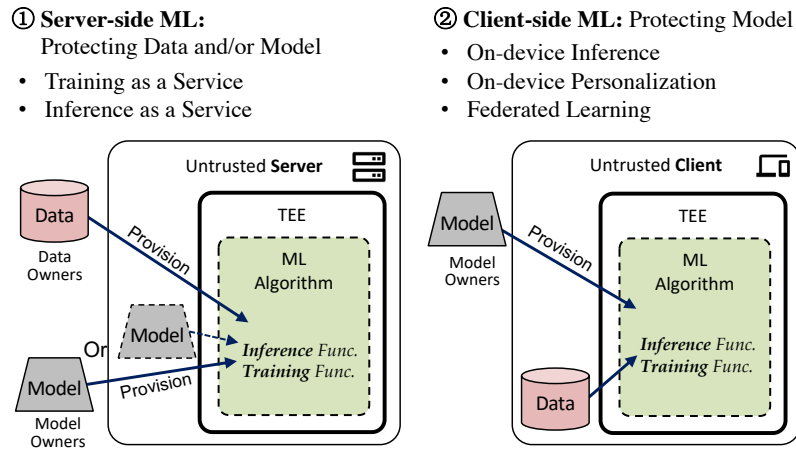 ① Server-side ML:
Protecting Data and/or Model
• Training as a Service
• Inference as a Service
Untrusted Server
Data
Data
Owners
Provision
TEE
ML
Algorithm
Inference Func.
Training Func.
Or
Model
Model
Provision
Model
Owners
② Client-side ML: Protecting Model
• On-device Inference
• On-device Personalization
• Federated Learning
Untrusted Client
Model
Model
Owners
Provision
TEE
ML
Algorithm
Inference Func.
Training Func.
Data